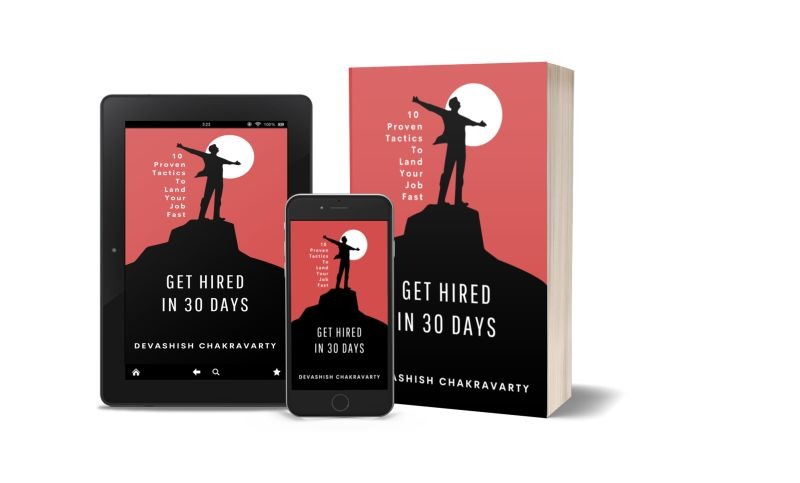 3:23
100%
10
Proven
Tactics
To
Land
Your
Job
Fast
GET HIRED
IN 30 DAYS
DEVASHISH CHAKRAVARTY
10
Proven
Tactics
To
Land
Your
Job
Fast
GET HIRED
IN 30 DAYS
DEVASHISH CHAKRAVARTY
10
Proven
Tactics
To
Land
Your
Job
Fast
GET HIRED
IN 30 DAYS
ASHISH CHAKRAVARTY